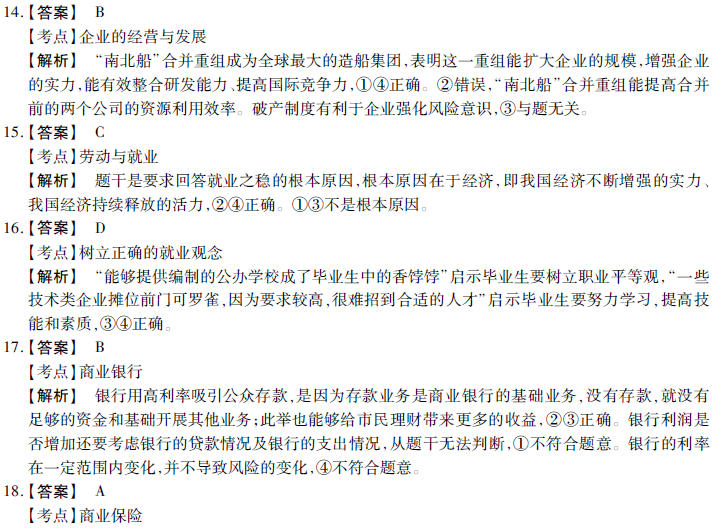 14.【答案】 B
【考点】企业的经营与发展
【解析】 “南北船”合并重组成为全球最大的造船集团,表明这一重组能扩大企业的规模,增强企业
的实力,能有效整合研发能力、提高国际竞争力,①④正确。②错误,“南北船”合并重组能提高合并
前的两个公司的资源利用效率。破产制度有利于企业强化风险意识,③与题无关。
15.【答案】 C
【考点】劳动与就业
【解析】 题干是要求回答就业之稳的根本原因,根本原因在于经济,即我国经济不断增强的实力、
我国经济持续释放的活力,②④正确。①③不是根本原因。
16.【答案】 D
【考点】树立正确的就业观念
【解析】 “能够提供编制的公办学校成了毕业生中的香饽饽”启示毕业生要树立职业平等观,“一些
技术类企业摊位前门可罗雀,因为要求较高,很难招到合适的人才”启示毕业生要努力学习,提高技
能和素质,③④正确。
17.【答案】 B
【考点】商业银行
【解析】 银行用高利率吸引公众存款,是因为存款业务是商业银行的基础业务,没有存款,就没有
足够的资金和基础开展其他业务;此举也能够给市民理财带来更多的收益,②③正确。银行利润是
否增加还要考虑银行的贷款情况及银行的支出情况,从题干无法判断,①不符合题意。银行的利率
在一定范围内变化,并不导致风险的变化,④不符合题意。
18.【答案】 A
【考点】商业保险